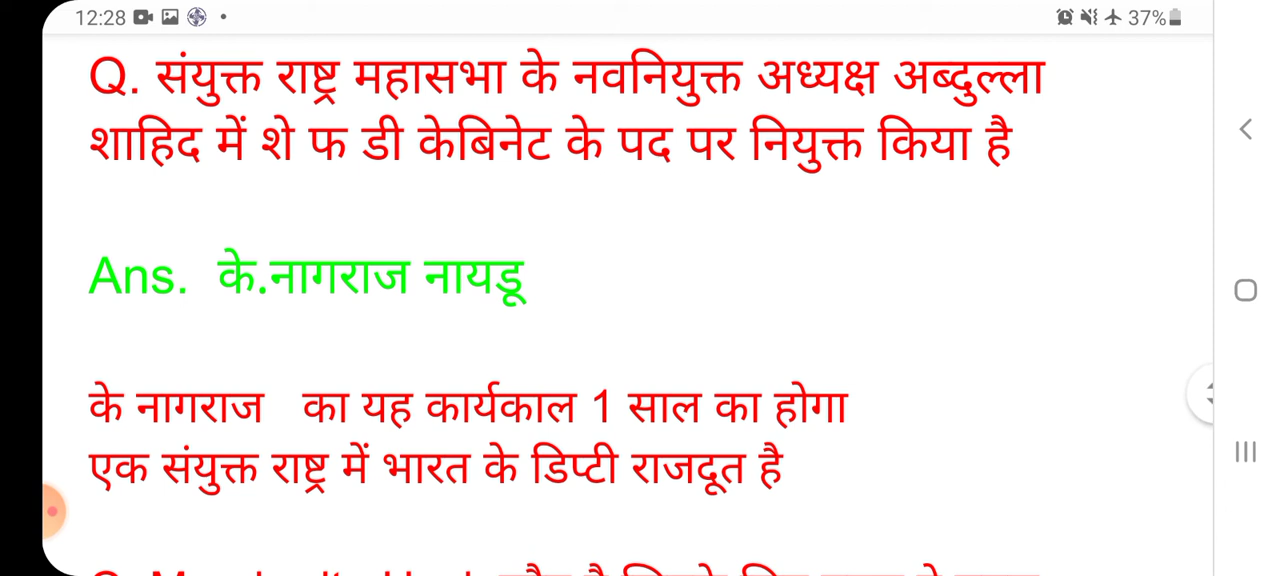 12:28
37%
Q. संयुक्त राष्ट्र महासभा के नवनियुक्त अध्यक्ष अब्दुल्ला
शाहिद में शे फ डी केबिनेट के पद पर नियुक्त किया है
Ans. के.नागराज नायडू
के नागराज का यह कार्यकाल 1 साल का होगा
एक संयुक्त राष्ट्र में भारत के डिप्टी राजदूत है